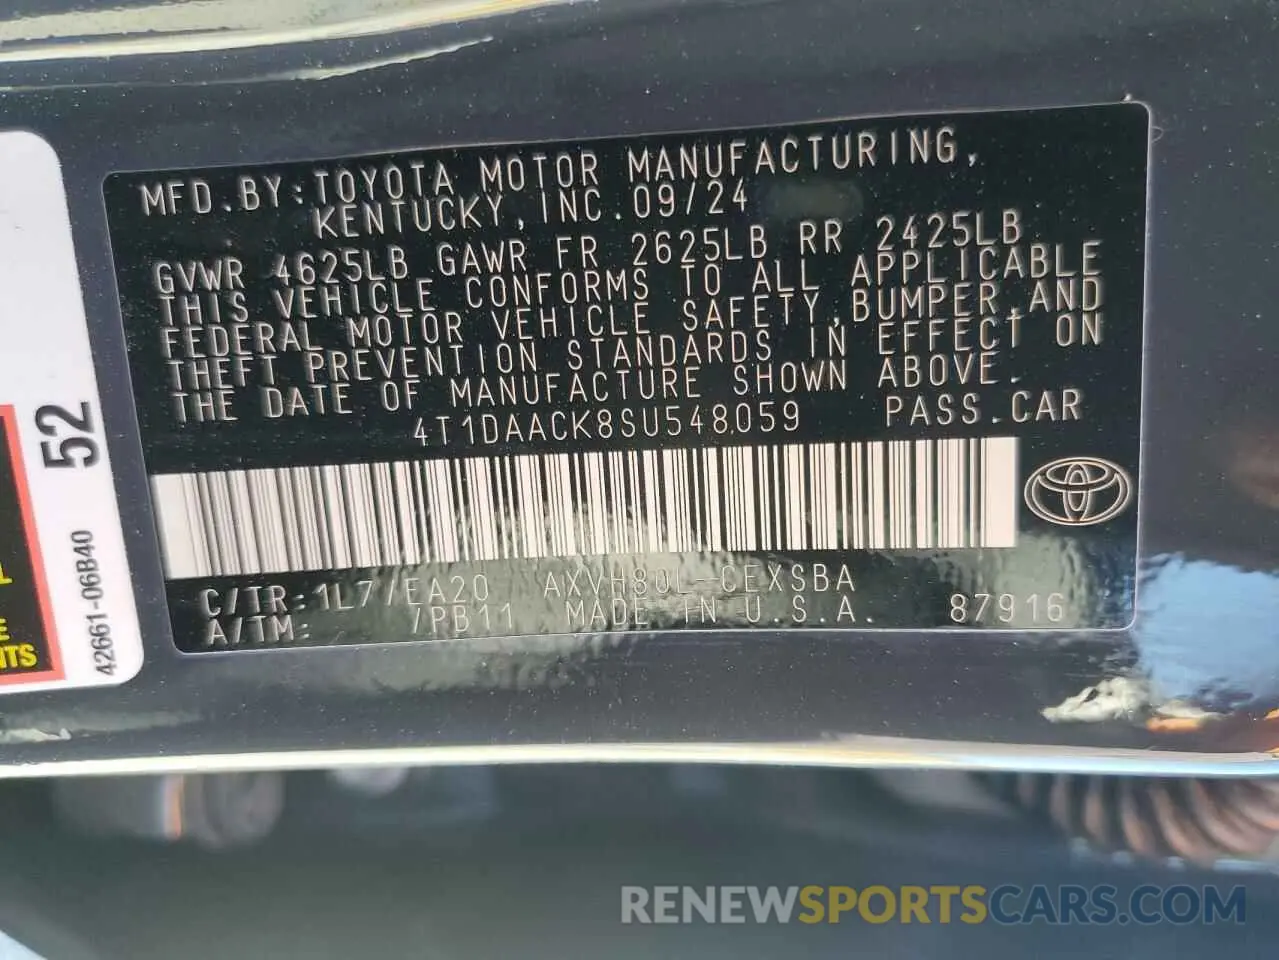 MFD.BY:TOYOTA MOTOR MANUFACTURING,
KENTUCKY,INC.09/24
GVWR 4625LB GAWR FR 2625LB RR 2425LB
THIS VEHICLE CONFORMS TO ALL APPLICABLE
FEDERAL MOTOR VEHICLE SAFETY,BUMPER,AND
THEFT PREVENTION STANDARDS IN EFFECT ON
THE DATE OF MANUFACTURE SHOWN ABOVE.
4T1DAACK8SU548059 PASS.CAR
C/TR:1L7/EA20 AXVH80L-CEXSBA
A/TM: /PB11 MADE IN U.S.A. 87916
52
42661-06B40
RENEWSPORTSCARS.COM